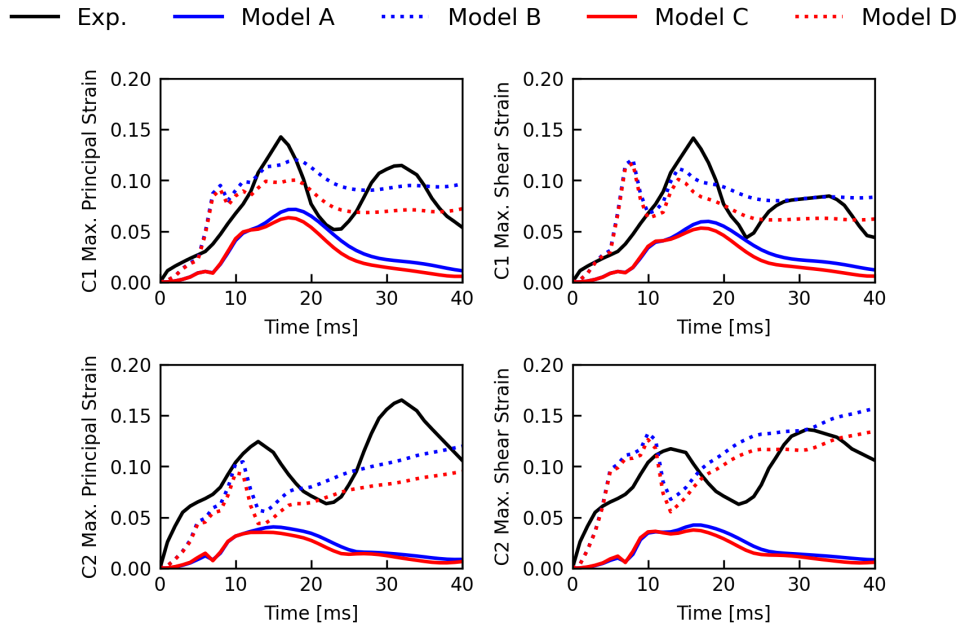 Exp. Model A Model B Model C Model D
C1 Max. Principal Strain
0.20
0.15
0.10
0.05
0.00
0 10 20 30 40
Time [ms]
C1 Max. Shear Strain
0.20
0.15
0.10
0.05
0.00
0 10 20 30 40
Time [ms]
C2 Max. Principal Strain
0.20
0.15
0.10
0.05
0.00
0 10 20 30 40
Time [ms]
C2 Max. Shear Strain
0.20
0.15
0.10
0.05
0.00
0 10 20 30 40
Time [ms]